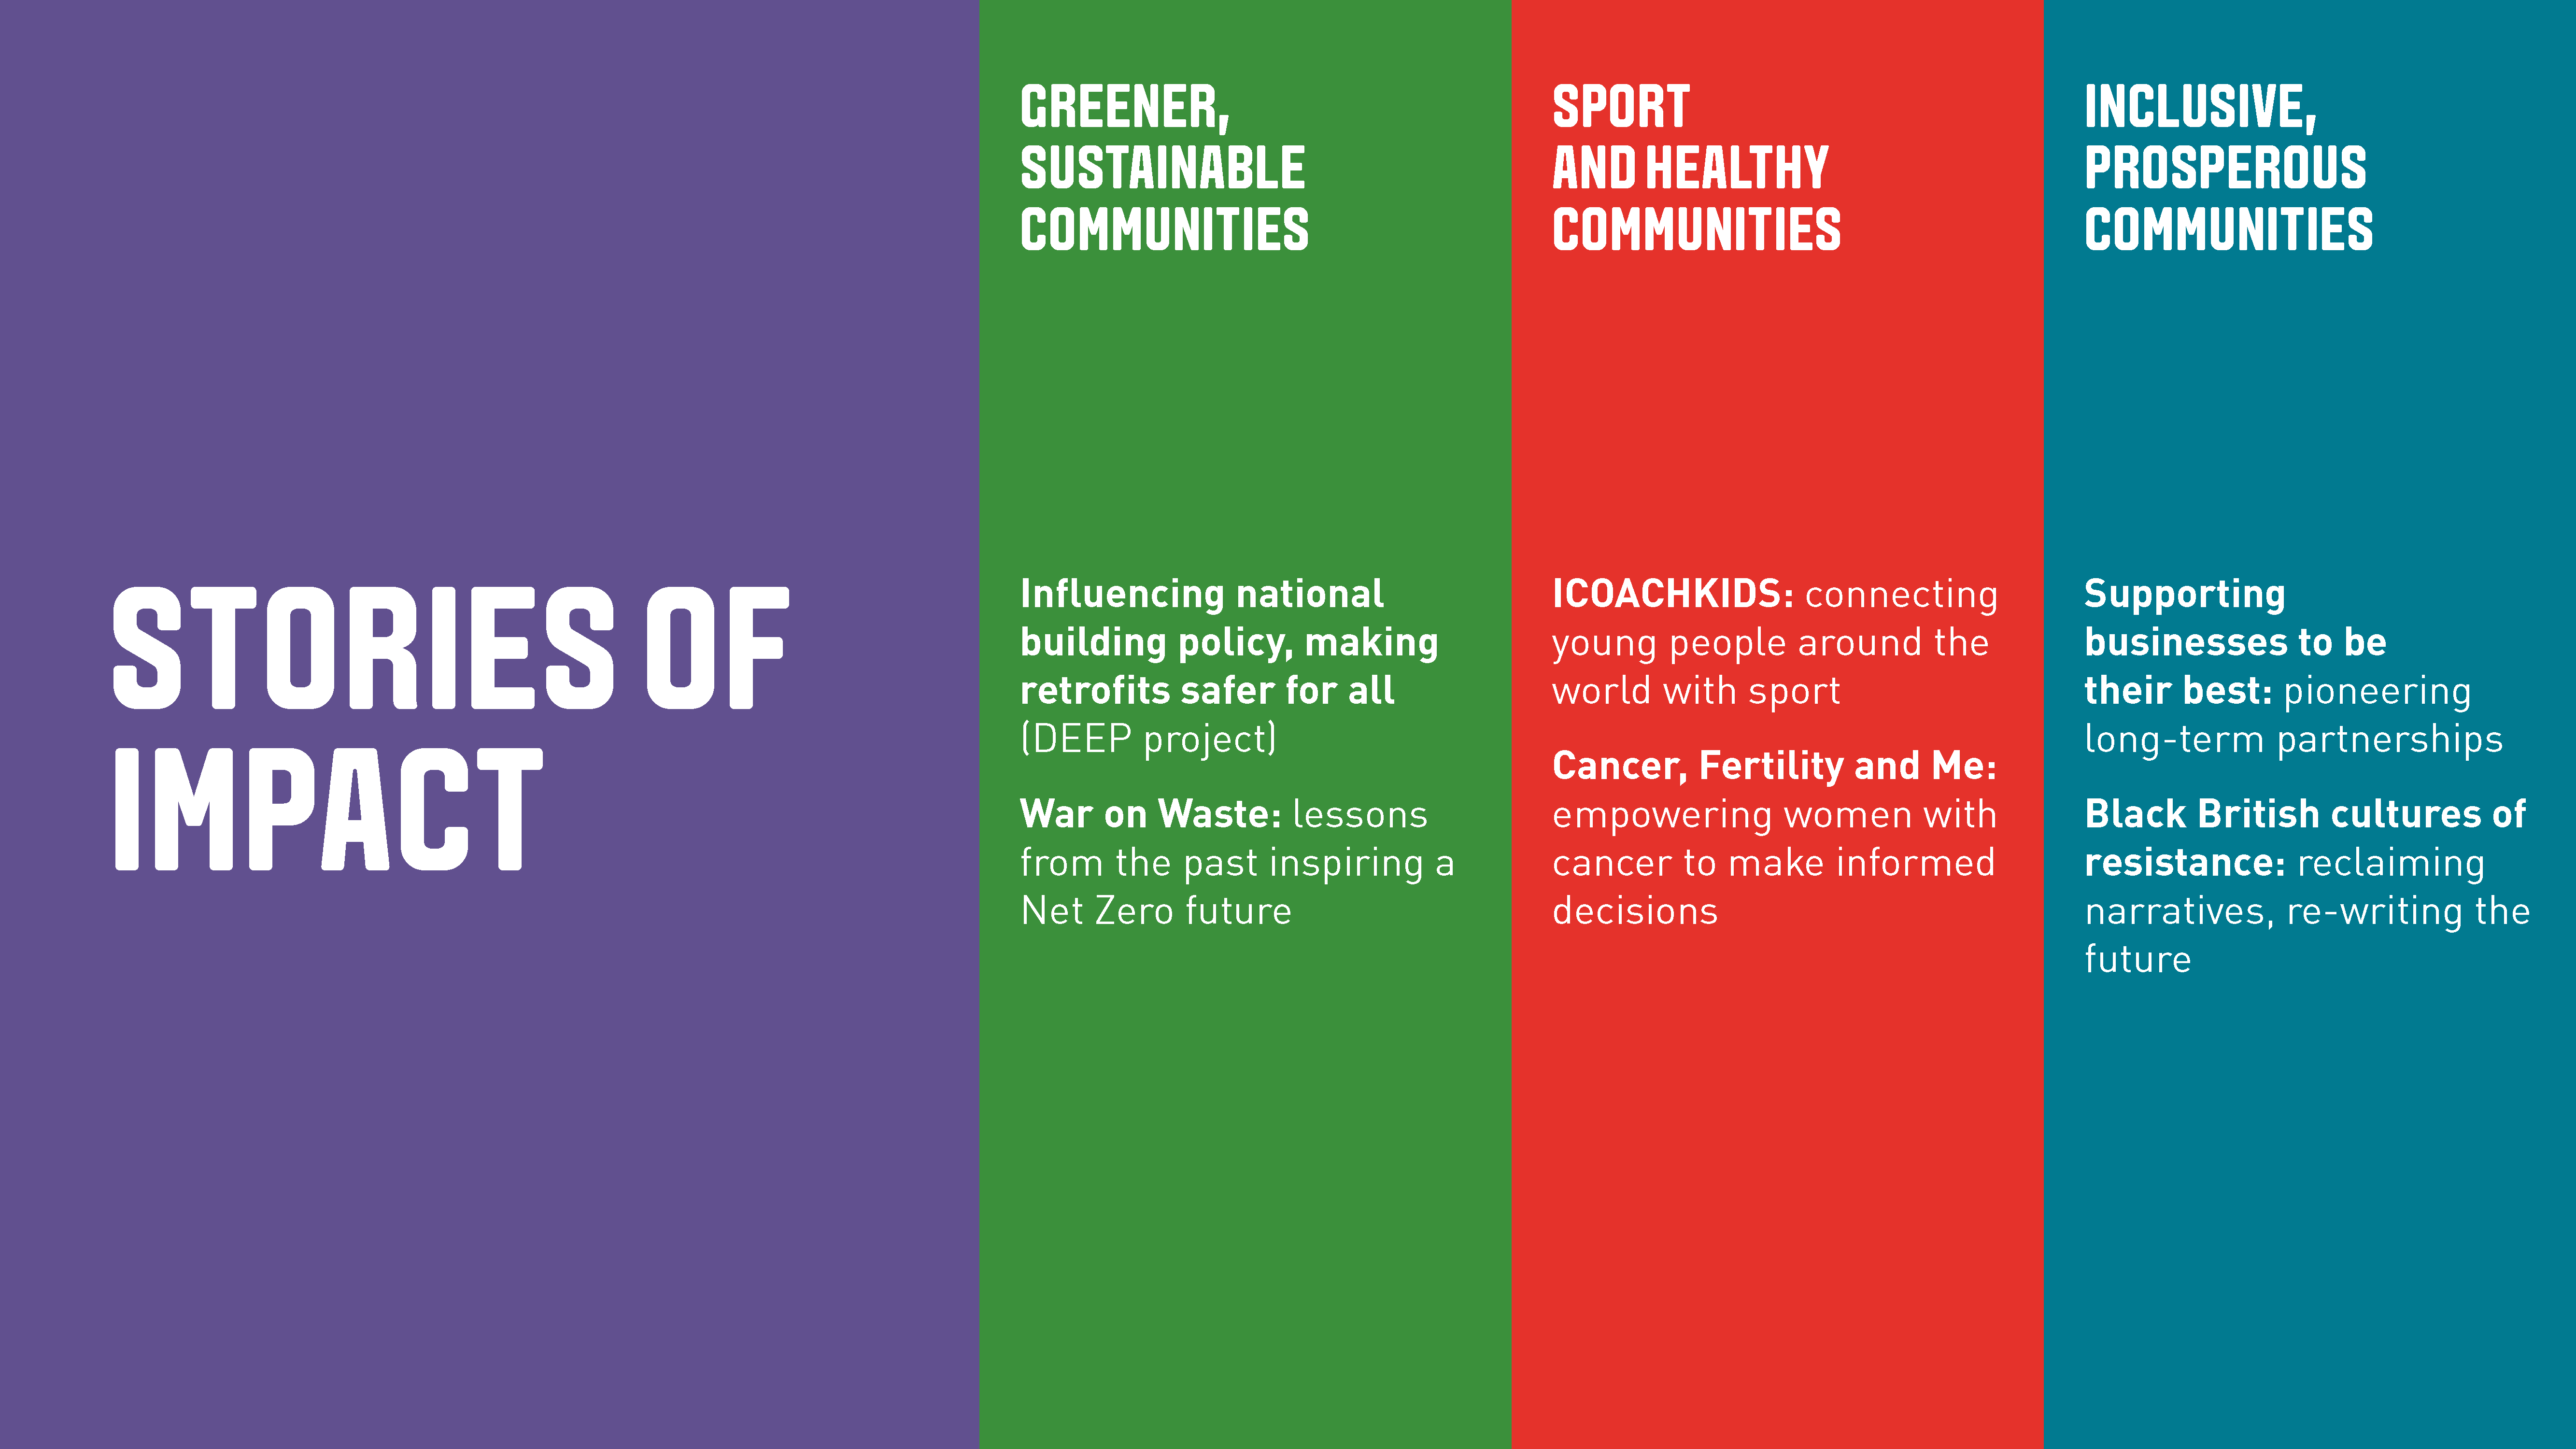 STORIES OF
IMPACT
GREENER,
SUSTAINABLE
COMMUNITIES
Influencing national
building policy, making
retrofits safer for all
(DEEP project)
War on Waste: lessons
from the past inspiring a
Net Zero future
SPORT
AND HEALTHY
COMMUNITIES
ICOACHKIDS: connecting
young people around the
world with sport
Cancer, Fertility and Me:
empowering women with
cancer to make informed
decisions
INCLUSIVE,
PROSPEROUS
COMMUNITIES
Supporting
businesses to be
their best: pioneering
long-term partnerships
Black British cultures of
resistance: reclaiming
narratives, re-writing the
future